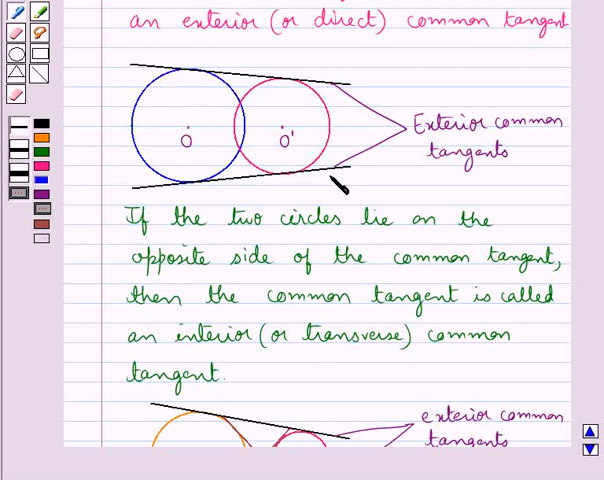 an exterior (or direct) common tangent
O
O'
Exterior common
tangents
If the two circles lie on the
opposite side of the common tangent,
then the common tangent is called
an interior (or transverse) common
tangent.
exterior common
tangents